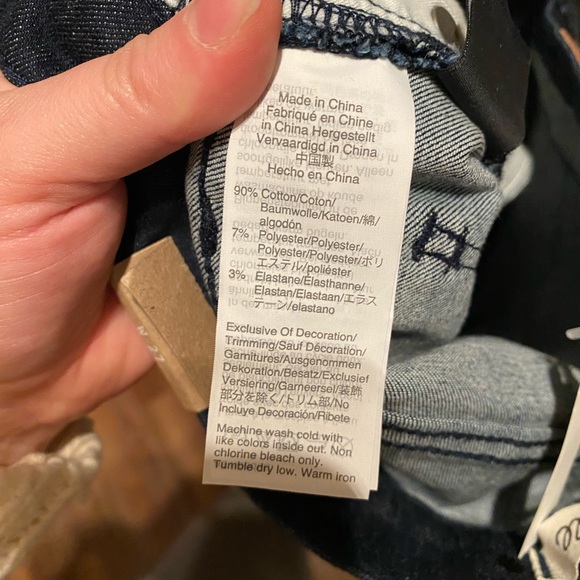 Made in China
Fabriqué en Chine
in China Hergestellt
Vervaardigd in China
中国製
Hecho en China
90% Cotton/Coton/
Baumwolle/Katoen/綿/
algodón
7% Polyester/Polyester/
Polyester/Polyester/ポリ
エステル/poliéster
3% Elastane/Élasthanne/
Elastan/Elastaan/エラス
テーン/elastano
Exclusive Of Decoration/
Trimming/Sauf Décoration/
Garnitures/Ausgenommen
Dekoration/Besatz/Exclusief
Versiering/Garneersel/装飾
部分を除く/トリム部/No
Incluye Decoración/Ribete
Machine wash cold with
like colors inside out. Non
chlorine bleach only.
Tumble dry low. Warm iron